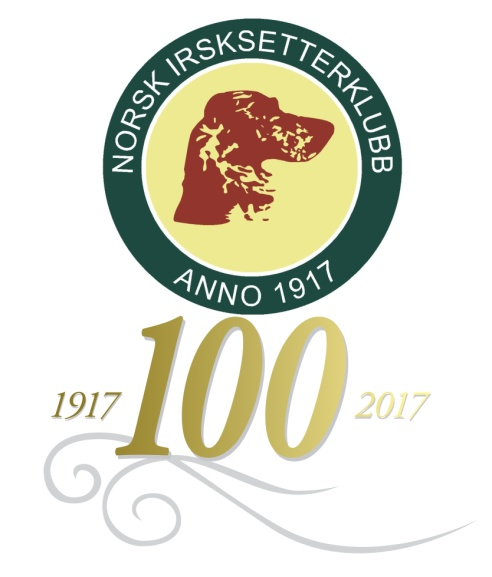 NORSK IRSKSETTERKLUBB
ANNO 1917
1917 100 2017